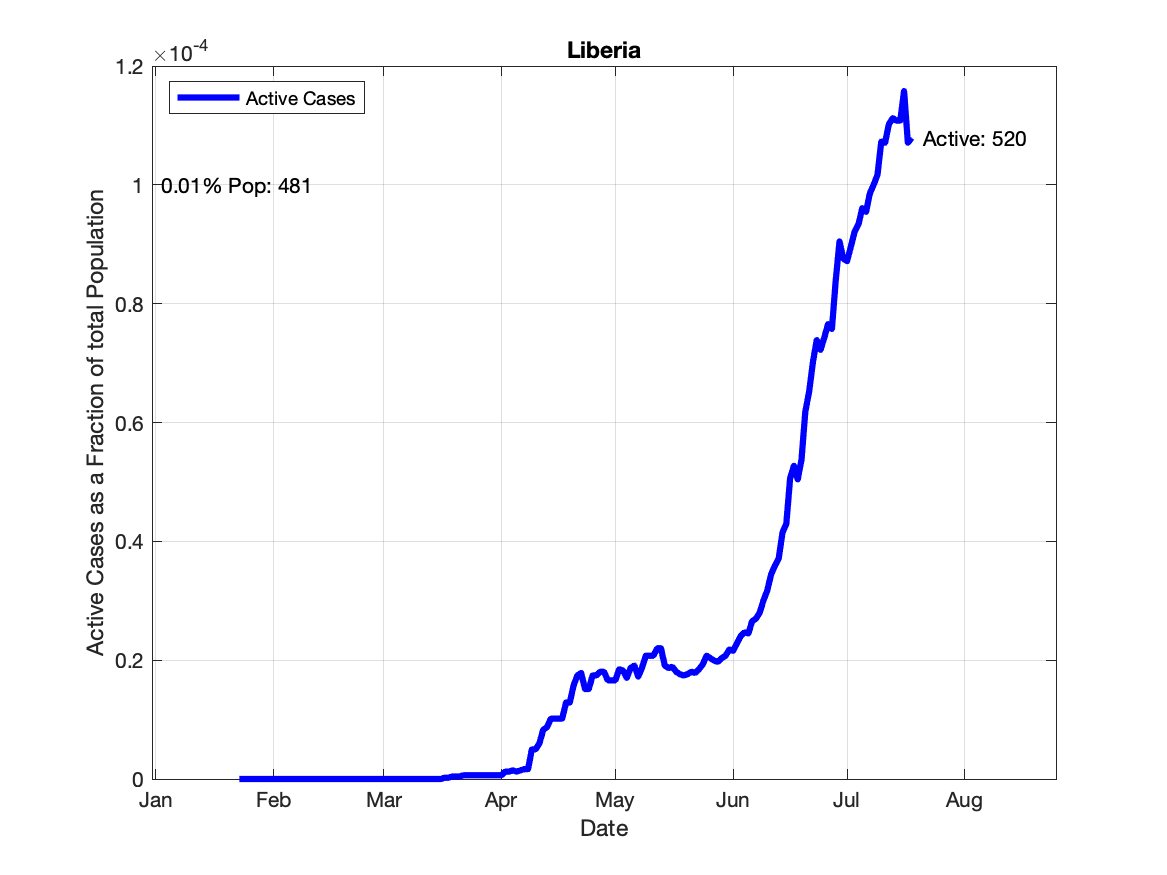 Liberia
×10-4
1.2
1
0.8
0.6
0.4
0.2
0
Active Cases
0.01% Pop: 481
Active: 520
Active Cases as a Fraction of total Population
Jan Feb Mar Apr May Jun Jul Aug
Date